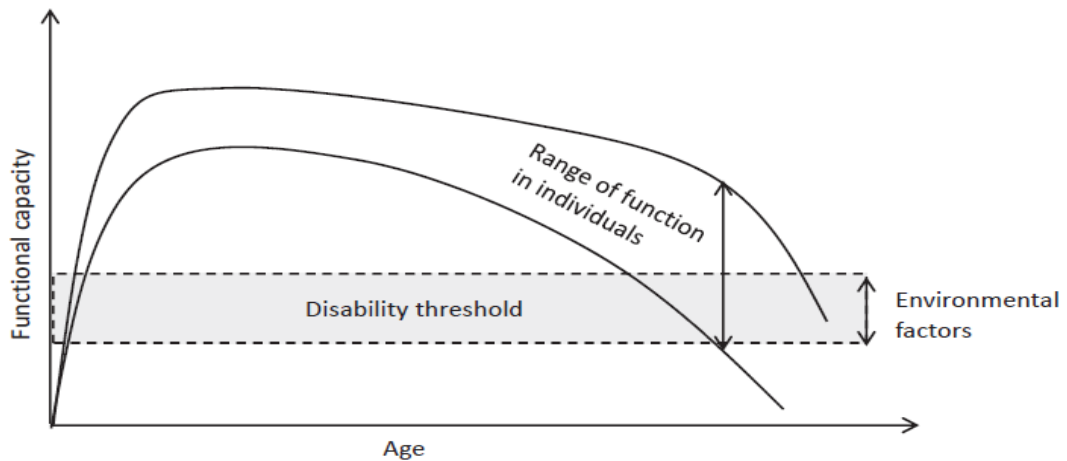 Functional capacity
Range of function
in individuals
Disability threshold
Environmental
factors
Age